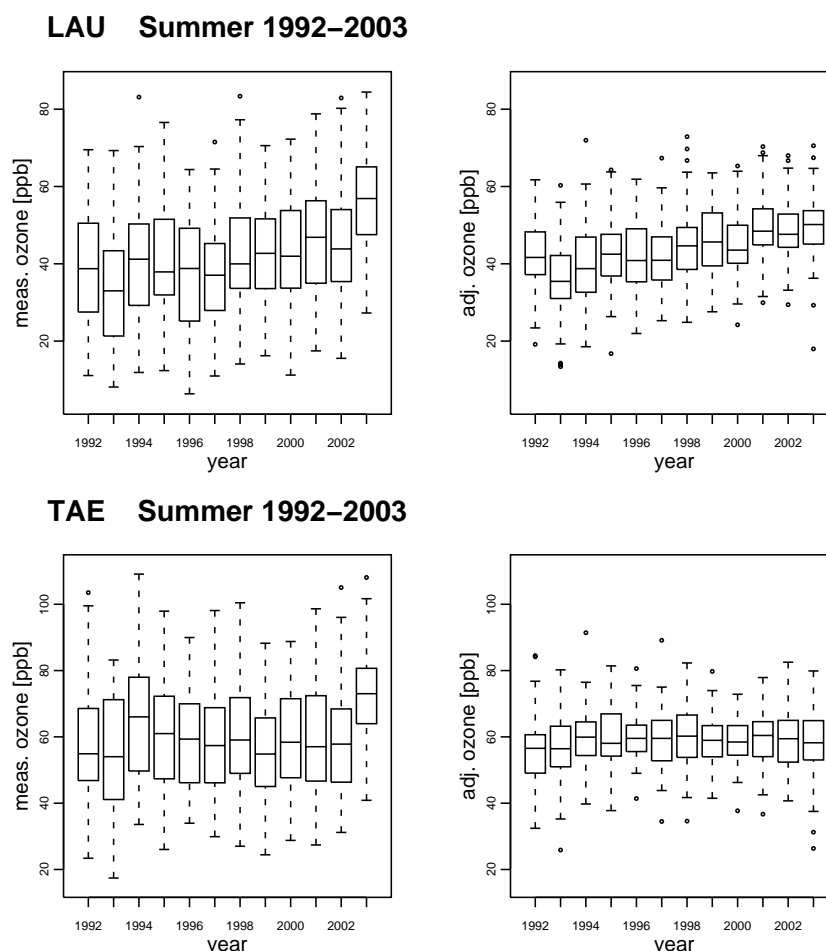 LAU Summer 1992–2003
meas. ozone [ppb]
20 40 60 80
1992 1994 1996 1998 2000 2002
year
adj. ozone [ppb]
20 40 60 80
1992 1994 1996 1998 2000 2002
year
TAE Summer 1992–2003
meas. ozone [ppb]
20 40 60 80 100
1992 1994 1996 1998 2000 2002
year
adj. ozone [ppb]
20 40 60 80 100
1992 1994 1996 1998 2000 2002
year